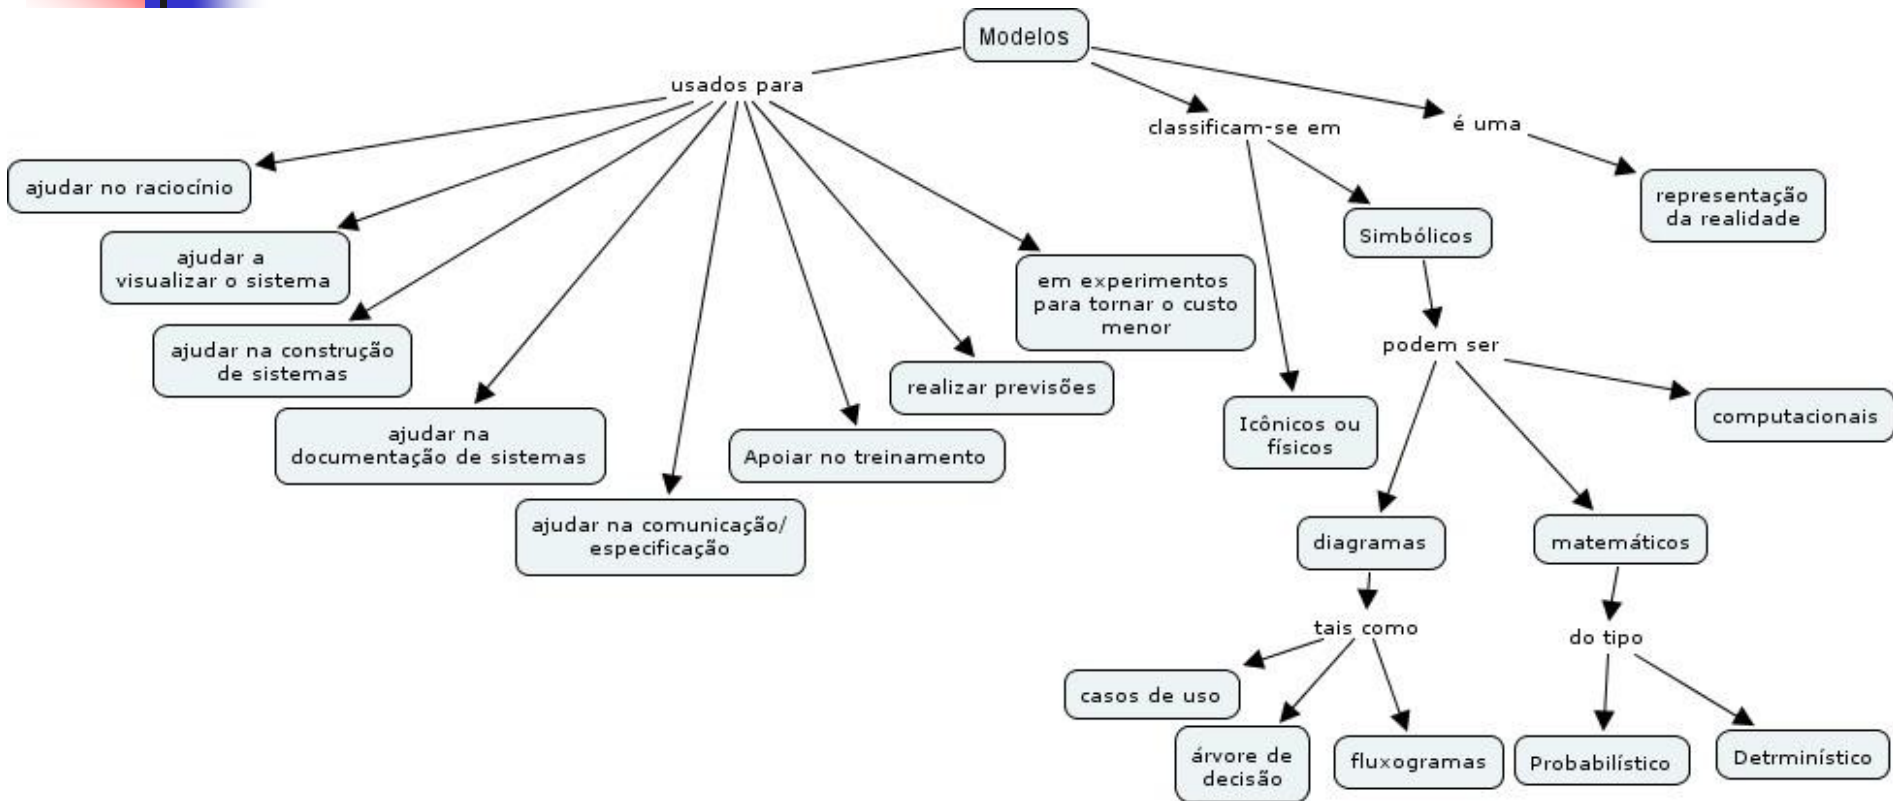 Modelos
usados para
classificam-se em
é uma
ajudar no raciocínio
ajudar a
visualizar o sistema
ajudar na construção
de sistemas
ajudar na
documentação de sistemas
ajudar na comunicação/
especificação
Apoiar no treinamento
realizar previsões
em experimentos
para tornar o custo
menor
Simbólicos
representação
da realidade
podem ser
Icônicos ou
físicos
computacionais
diagramas
matemáticos
tais como
do tipo
casos de uso
árvore de
decisão
fluxogramas
Probabilístico
Detrminístico